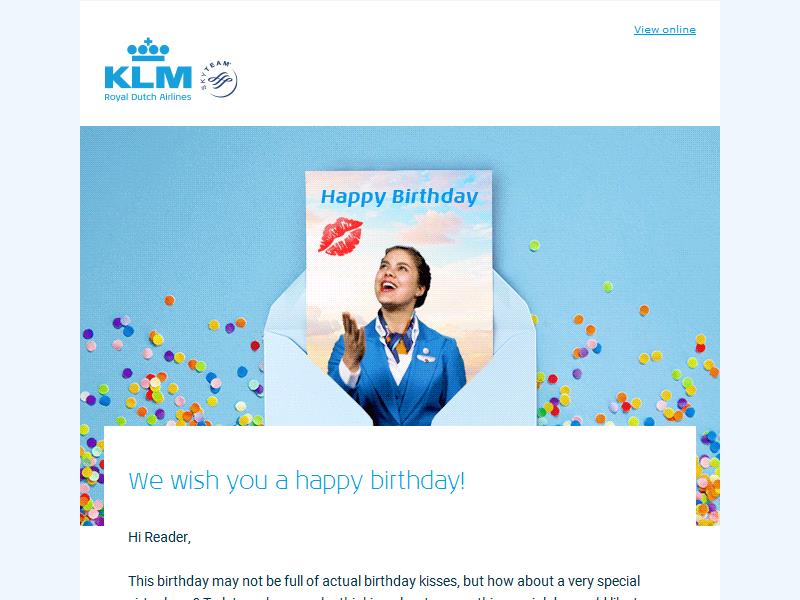 View online
KLM
Royal Dutch Airlines
SKYTEAM
Happy Birthday
We wish you a happy birthday!
Hi Reader,
This birthday may not be full of actual birthday kisses, but how about a very special